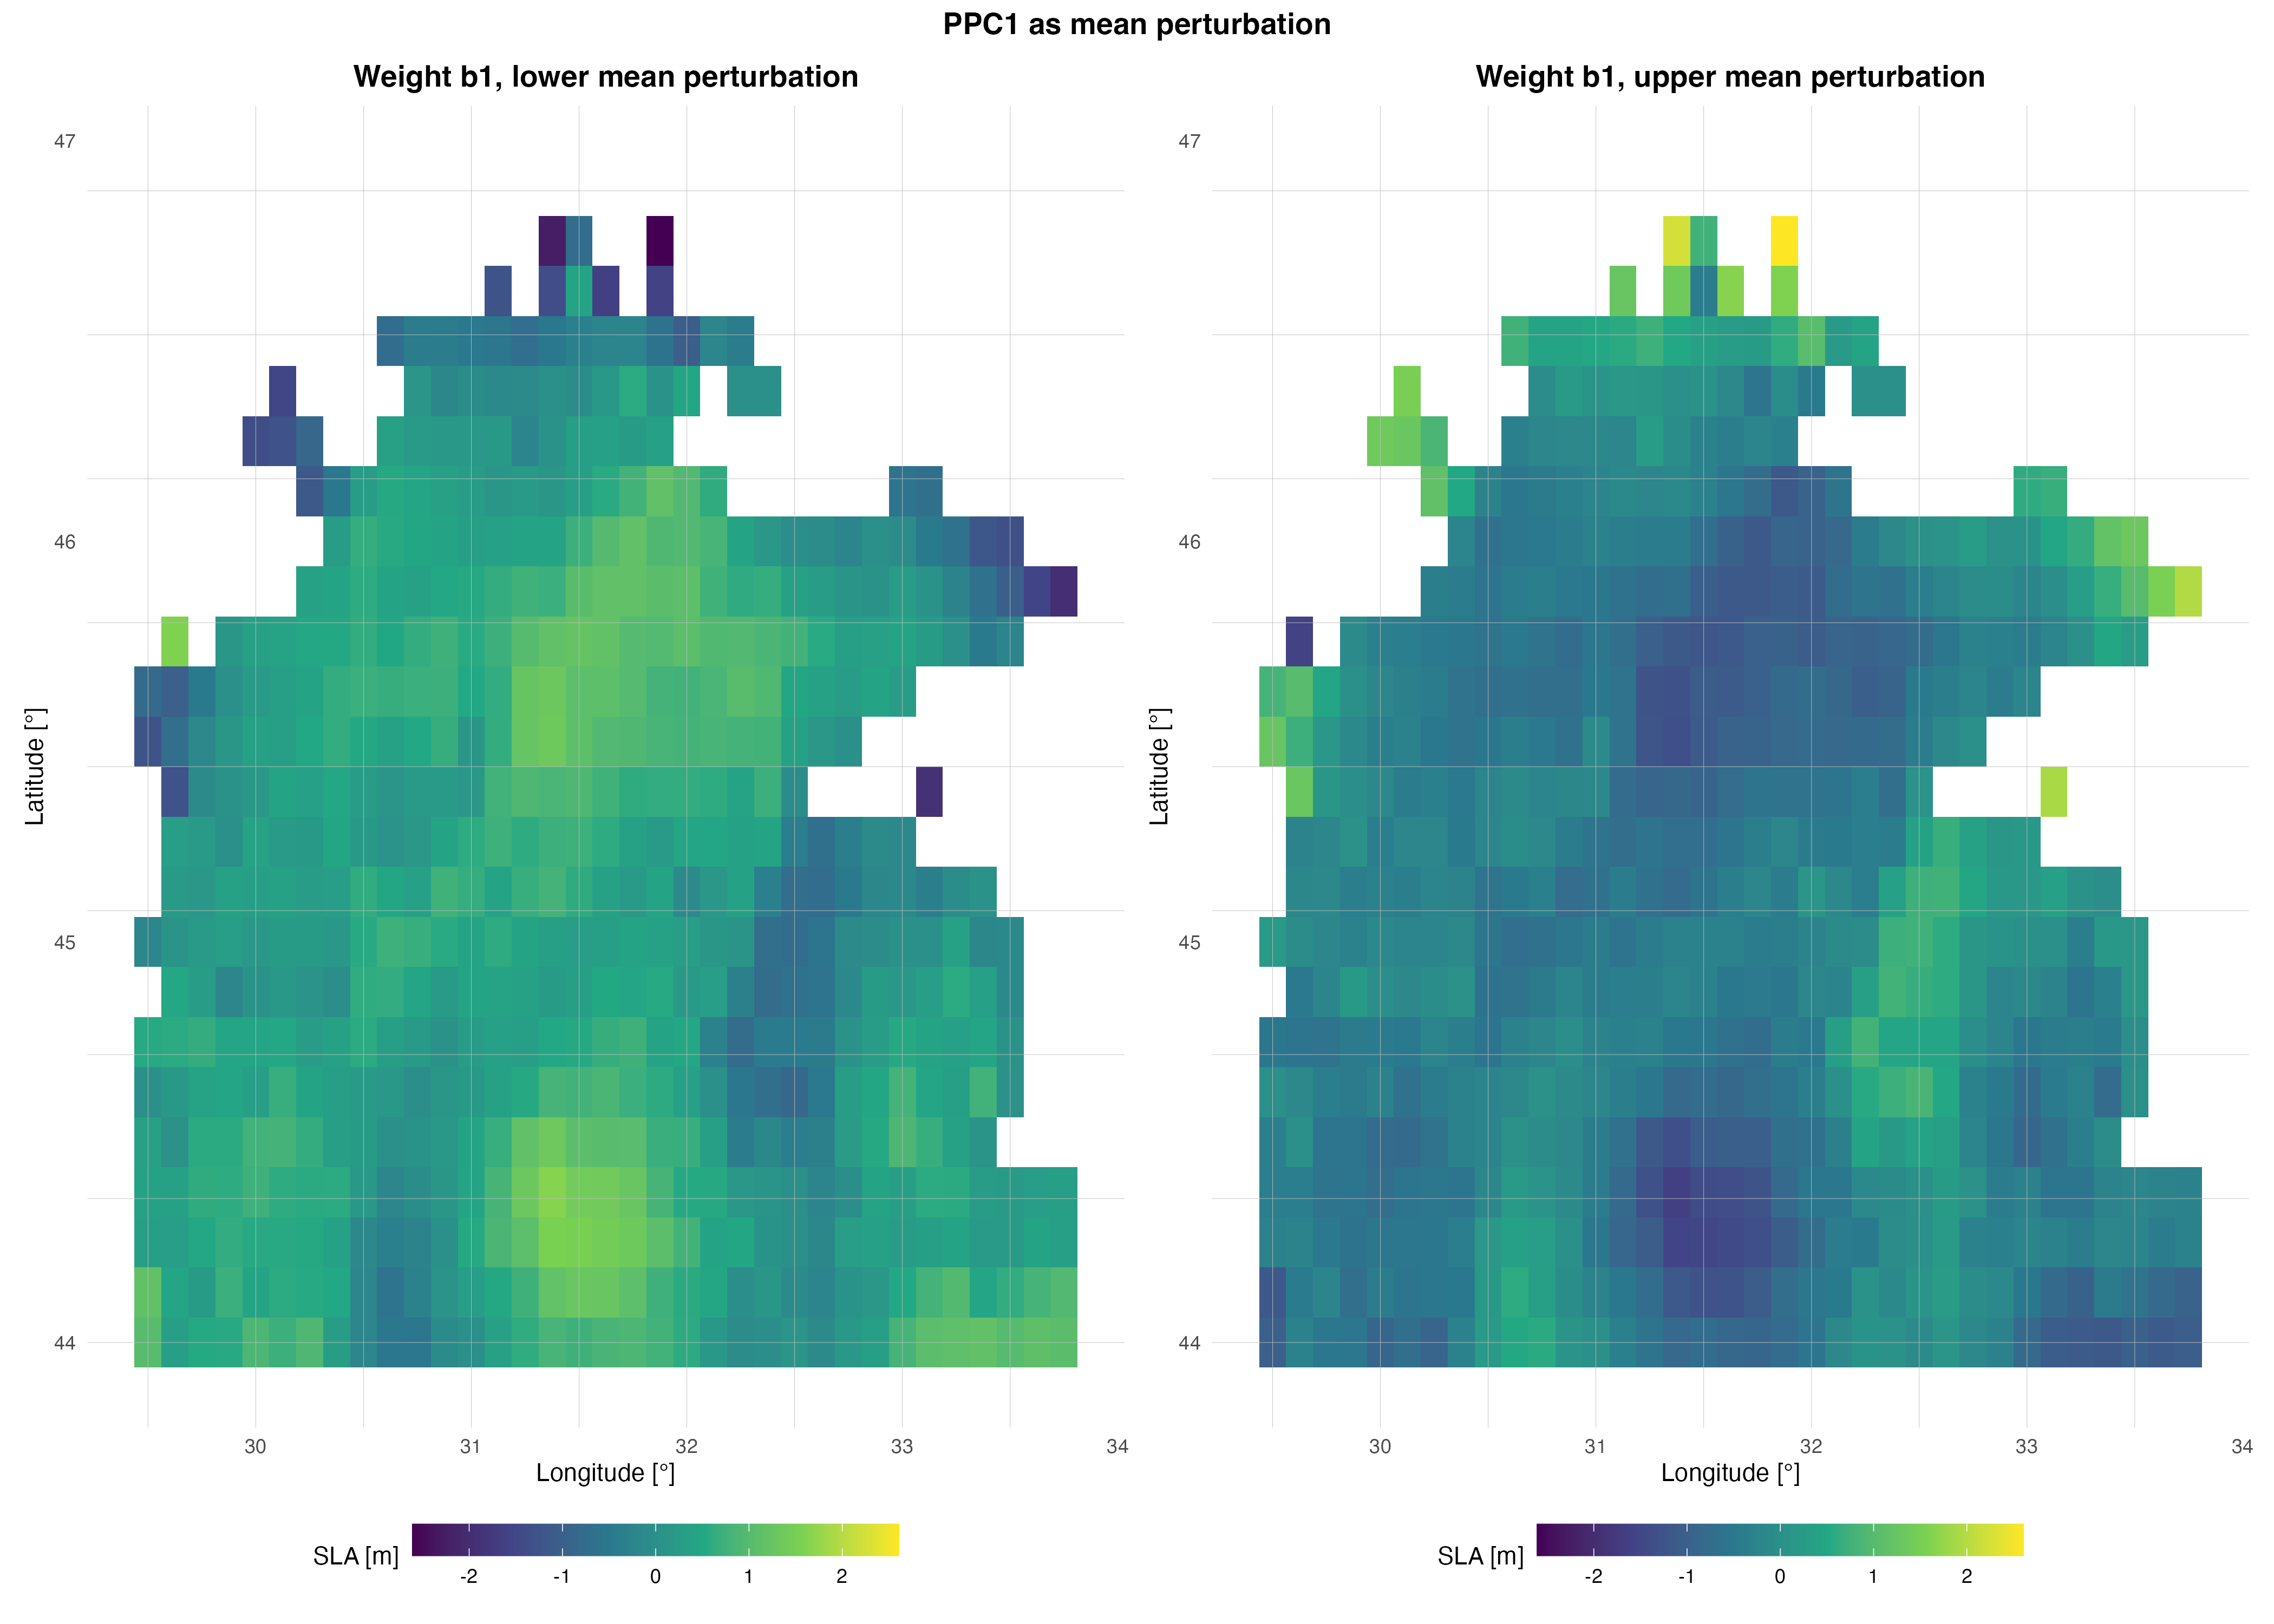 PPC1 as mean perturbation
Weight b1, lower mean perturbation
47
46
45
44
Latitude [°]
30 31 32 33 34
Longitude [°]
SLA [m]
-2 -1 0 1 2
Weight b1, upper mean perturbation
47
46
45
44
Latitude [°]
30 31 32 33 34
Longitude [°]
SLA [m]
-2 -1 0 1 2